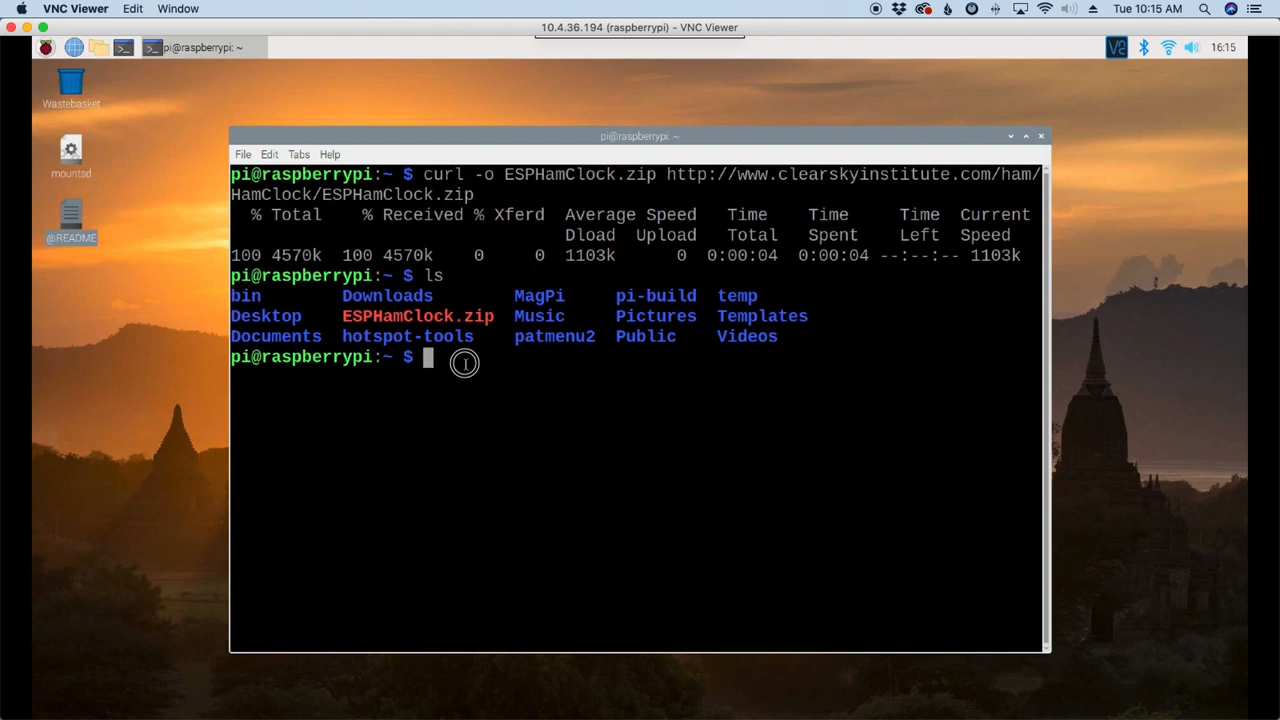 VNC Viewer Edit Window Tue 10:15 AM
10.4.36.194 (raspberrypi) - VNC Viewer
pi@raspberrypi: ~ 16:15
Wastebasket
mountsd
@README
pi@raspberrypi: ~
File Edit Tabs Help
pi@raspberrypi:~ $ curl -o ESPHamClock.zip http://www.clearskyinstitute.com/ham/
HamClock/ESPHamClock.zip
% Total % Received % Xferd Average Speed Time Time Time Current
Dload Upload Total Spent Left Speed
100 4570k 100 4570k 0 0 1103k 0 0:00:04 0:00:04 --:--:-- 1103k
pi@raspberrypi:~ $ ls
bin Downloads MagPi pi-build temp
Desktop ESPHamClock.zip Music Pictures Templates
Documents hotspot-tools patmenu2 Public Videos
pi@raspberrypi:~ $